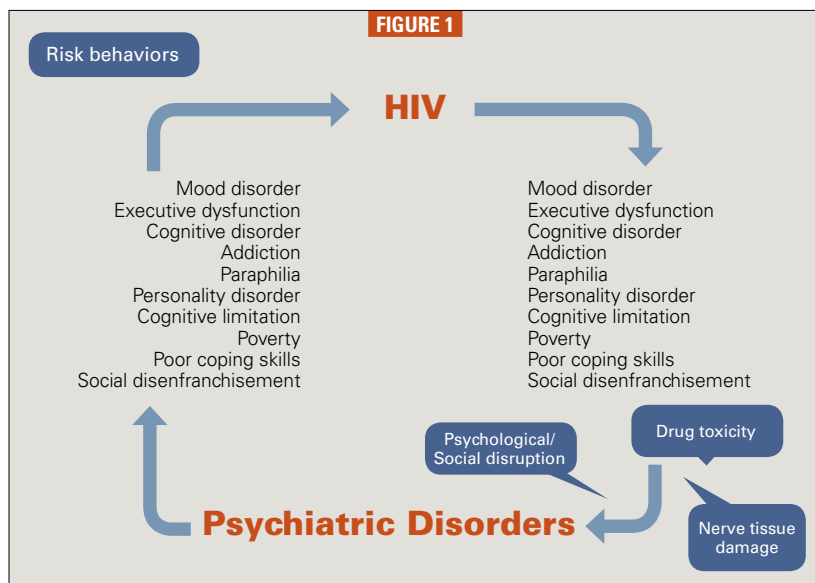 FIGURE 1
Risk behaviors
HIV
Mood disorder
Executive dysfunction
Cognitive disorder
Addiction
Paraphilia
Personality disorder
Cognitive limitation
Poverty
Poor coping skills
Social disenfranchisement
Mood disorder
Executive dysfunction
Cognitive disorder
Addiction
Paraphilia
Personality disorder
Cognitive limitation
Poverty
Poor coping skills
Social disenfranchisement
Psychological/
Social disruption
Drug toxicity
Psychiatric Disorders
Nerve tissue
damage